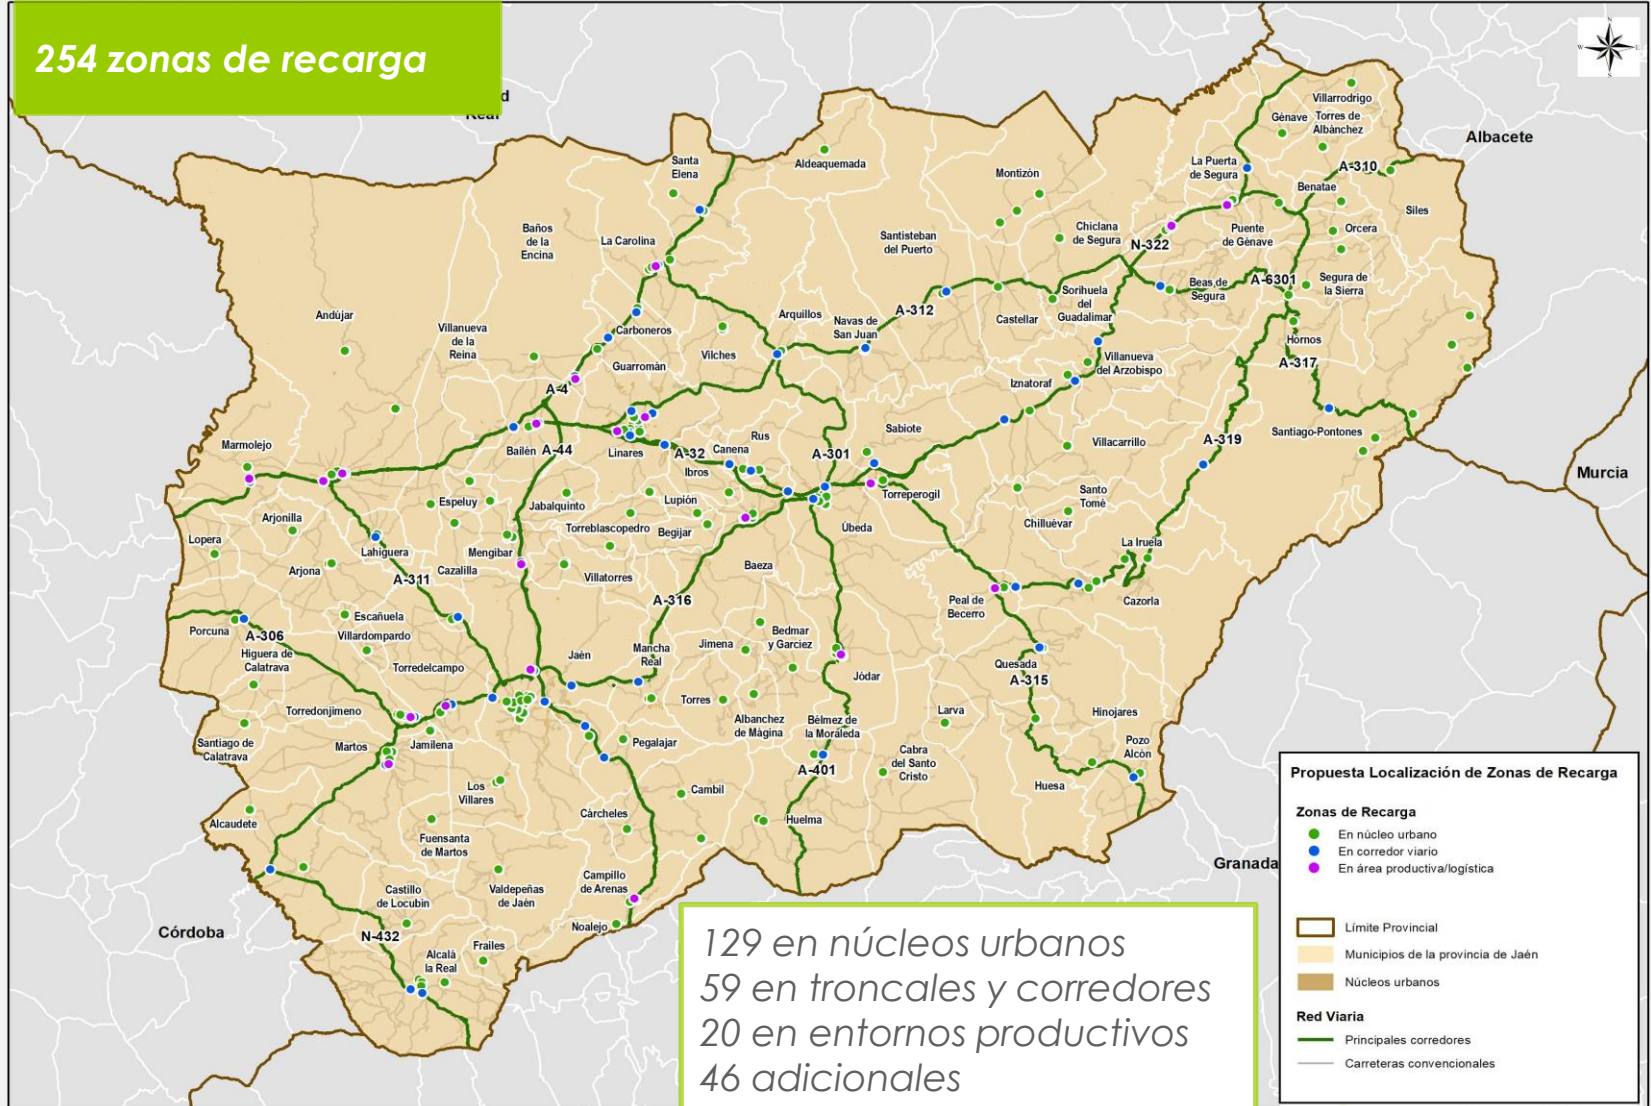 254 zonas de recarga
d
Real
N
W
E
S
Albacete
Murcia
Granada
Córdoba
Villarrodrigo
Génave
Torres de
Albánchez
A-310
La Puerta
de Segura
Benatae
Siles
Orcera
Puente
de Génave
Segura de
la Sierra
A-6301
Beas de
Segura
Hornos
A-317
Santiago-Pontones
N-322
Chiclana
de Segura
Montizón
Aldeaquemada
Santa
Elena
Santisteban
del Puerto
La Carolina
Baños
de la
Encina
Andújar
Villanueva
de la
Reina
Carboneros
Guarromán
Vilches
Arquillos
Navas de
San Juan
A-312
Castellar
Sorihuela
del
Guadalimar
Villanueva
del Arzobispo
Iznatoraf
Villacarrillo
A-319
Sabiote
A-301
Rus
Canena
A-32
Ibros
Linares
A-4
Bailén
A-44
Marmolejo
Espeluy
Jabalquinto
Lupión
Torreblascopedro
Begíjar
Torreperogil
Úbeda
Santo
Tomé
Chilluévar
La Iruela
Cazorla
Peal de
Becerro
Baeza
Arjonilla
Lopera
Arjona
Lahiguera
Cazalilla
Mengibar
A-311
Villatorres
A-316
Escañuela
Villardompardo
Porcuna
A-306
Higuera de
Calatrava
Torredelcampo
Jaén
Mancha
Real
Jimena
Bedmar
y Garcíez
Jódar
Quesada
A-315
Hinojares
Larva
Torres
Albanchez
de Mágina
Bélmez de
la Moraleda
Torredonjimeno
Santiago de
Calatrava
Martos
Jamilena
Pegalajar
Los
Villares
Cambil
A-401
Cabra
del Santo
Cristo
Pozo
Alcón
Huesa
Alcaudete
Cárcheles
Huelma
Fuensanta
de Martos
Castillo
de Locubín
Valdepeñas
de Jaén
Campillo
de Arenas
Noalejo
N-432
Alcalá
la Real
Frailes
129 en núcleos urbanos
59 en troncales y corredores
20 en entornos productivos
46 adicionales
Propuesta Localización de Zonas de Recarga
Zonas de Recarga
En núcleo urbano
En corredor viario
En área productiva/logística
Límite Provincial
Municipios de la provincia de Jaén
Núcleos urbanos
Red Viaria
Principales corredores
Carreteras convencionales